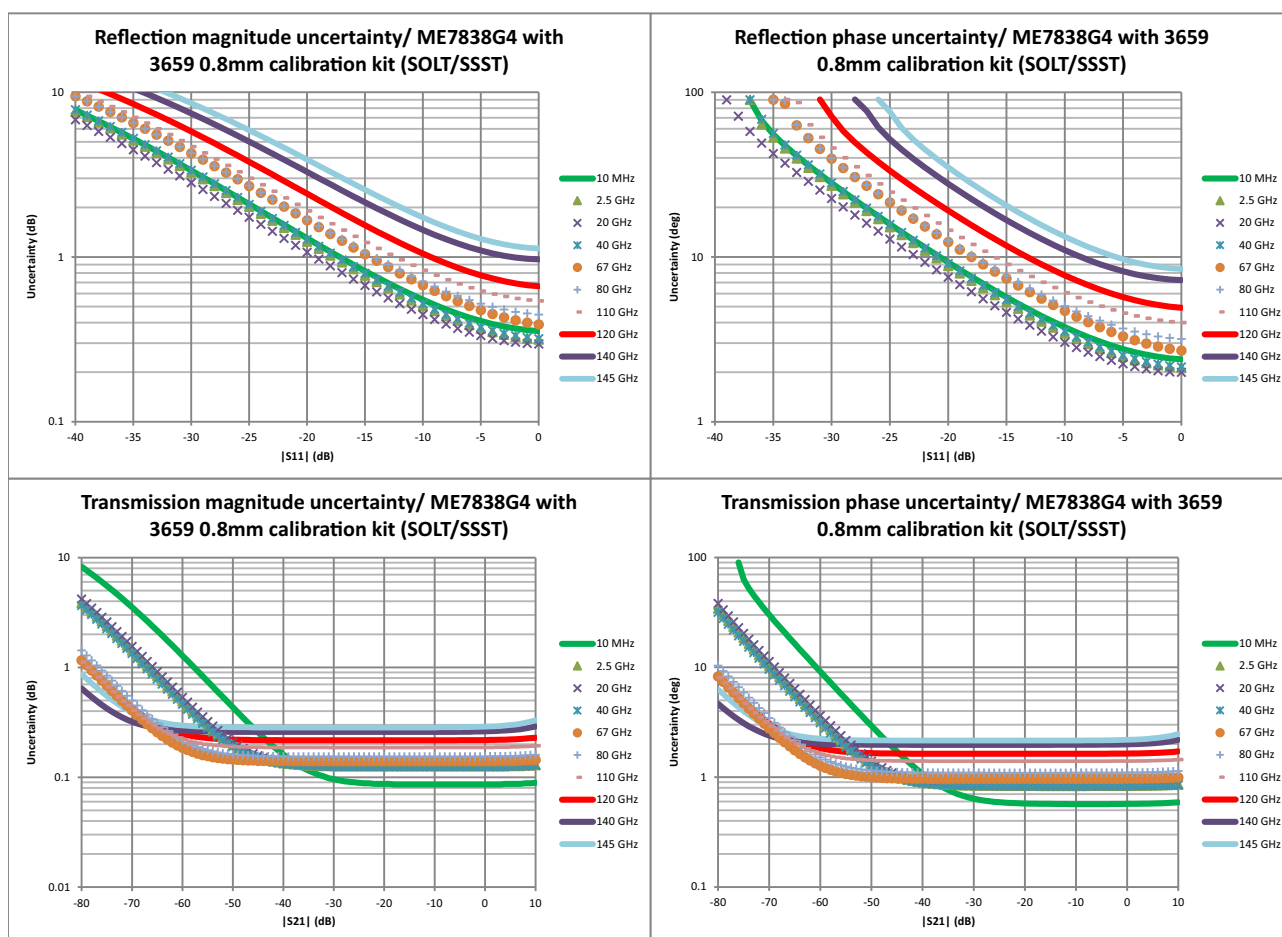 Reflection magnitude uncertainty/ ME7838G4 with
3659 0.8mm calibration kit (SOLT/SSST)
10
1
0.1
Uncertainty (dB)
-40 -35 -30 -25 -20 -15 -10 -5 0
|S11| (dB)
10 MHz
2.5 GHz
20 GHz
40 GHz
67 GHz
80 GHz
110 GHz
120 GHz
140 GHz
145 GHz
Reflection phase uncertainty/ ME7838G4 with 3659
0.8mm calibration kit (SOLT/SSST)
100
10
1
Uncertainty (deg)
-40 -35 -30 -25 -20 -15 -10 -5 0
|S11| (dB)
10 MHz
2.5 GHz
20 GHz
40 GHz
67 GHz
80 GHz
110 GHz
120 GHz
140 GHz
145 GHz
Transmission magnitude uncertainty/ ME7838G4 with
3659 0.8mm calibration kit (SOLT/SSST)
10
1
0.1
0.01
Uncertainty (dB)
-80 -70 -60 -50 -40 -30 -20 -10 0 10
|S21| (dB)
10 MHz
2.5 GHz
20 GHz
40 GHz
67 GHz
80 GHz
110 GHz
120 GHz
140 GHz
145 GHz
Transmission phase uncertainty/ ME7838G4 with 3659
0.8mm calibration kit (SOLT/SSST)
100
10
1
0.1
Uncertainty (deg)
-80 -70 -60 -50 -40 -30 -20 -10 0 10
|S21| (dB)
10 MHz
2.5 GHz
20 GHz
40 GHz
67 GHz
80 GHz
110 GHz
120 GHz
140 GHz
145 GHz